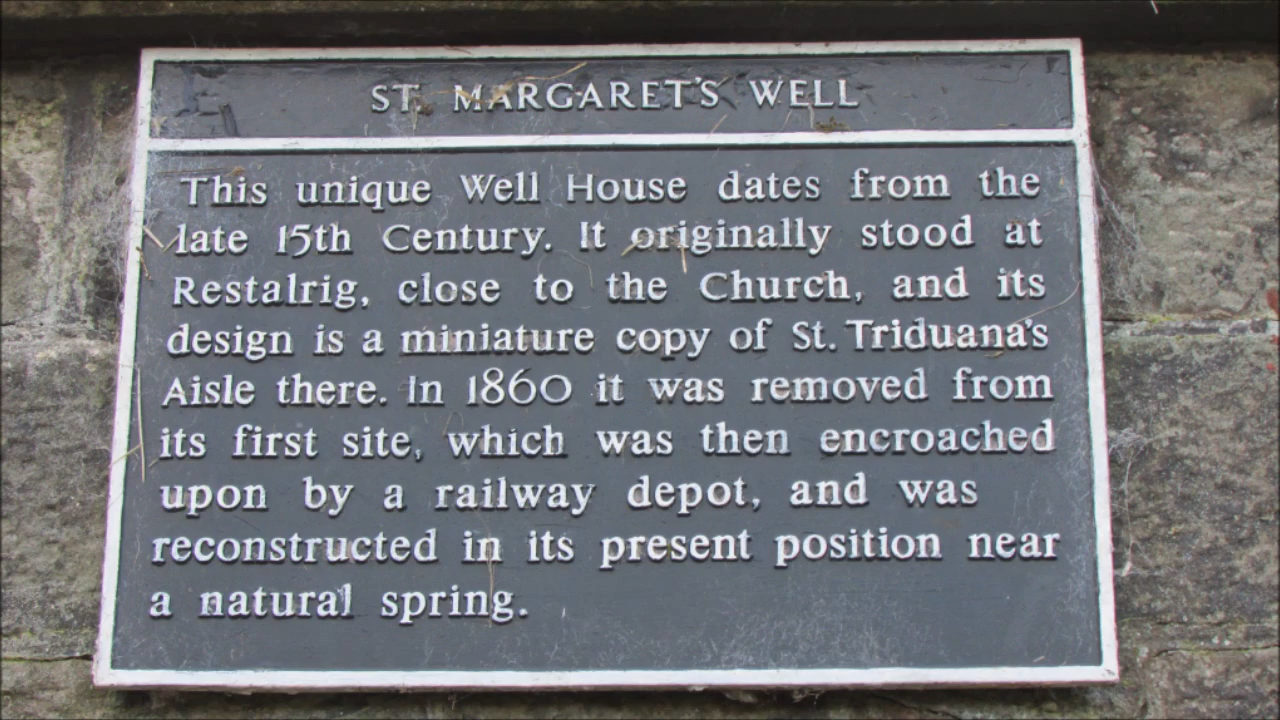 ST. MARGARET'S WELL
This unique Well House dates from the
late 15th Century. It originally stood at
Restalrig, close to the Church, and its
design is a miniature copy of St. Triduana's
Aisle there. In 1860 it was removed from
its first site, which was then encroached
upon by a railway depot, and was
reconstructed in its present position near
a natural spring.